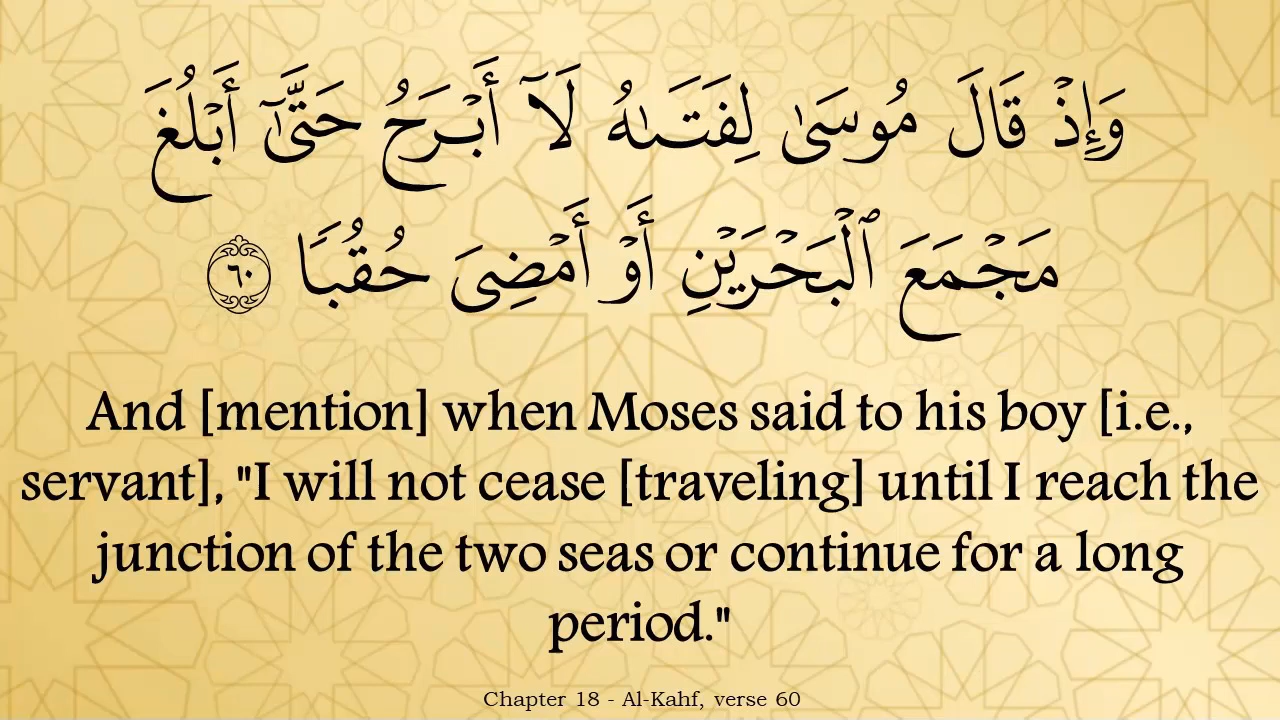 وَإِذْ قَالَ مُوسَىٰ لِفَتَىٰهُ لَآ أَبْرَحُ حَتَّىٰٓ أَبْلُغَ
مَجْمَعَ ٱلْبَحْرَيْنِ أَوْ أَمْضِىَ حُقُبًا ٦٠
And [mention] when Moses said to his boy [i.e.,
servant], "I will not cease [traveling] until I reach the
junction of the two seas or continue for a long
period."
Chapter 18 - Al-Kahf, verse 60